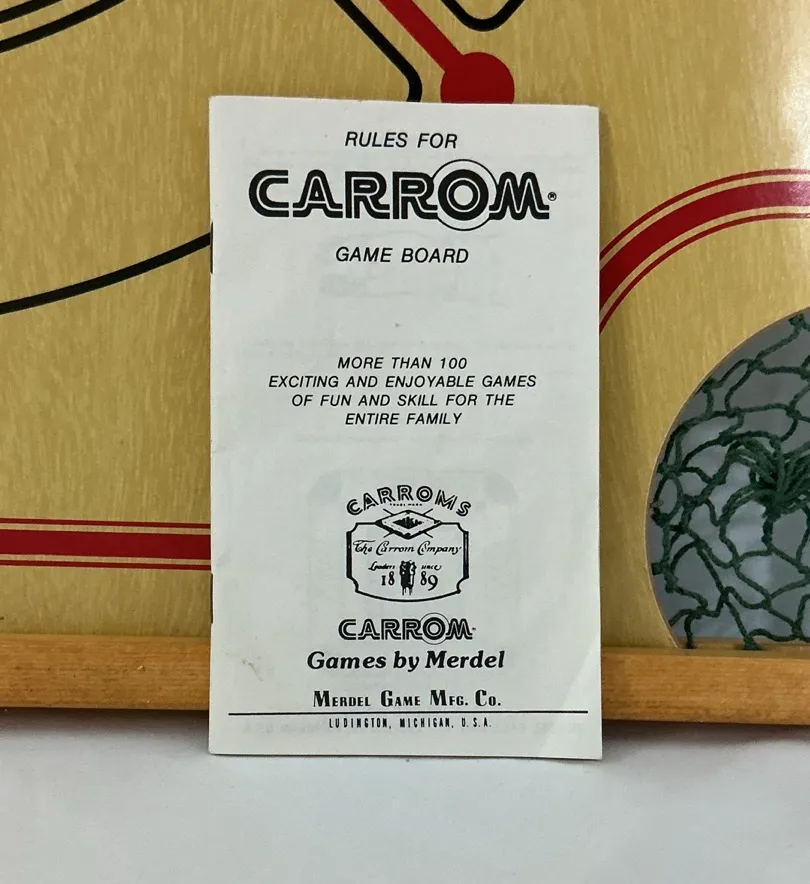 RULES FOR
CARROM®
GAME BOARD
MORE THAN 100
EXCITING AND ENJOYABLE GAMES
OF FUN AND SKILL FOR THE
ENTIRE FAMILY
CARROMS
TRADE MARK
The Carrom Company
Leaders since
18 89
CARROM
Games by Merdel
MERDEL GAME MFG. CO.
LUDINGTON, MICHIGAN, U.S.A.